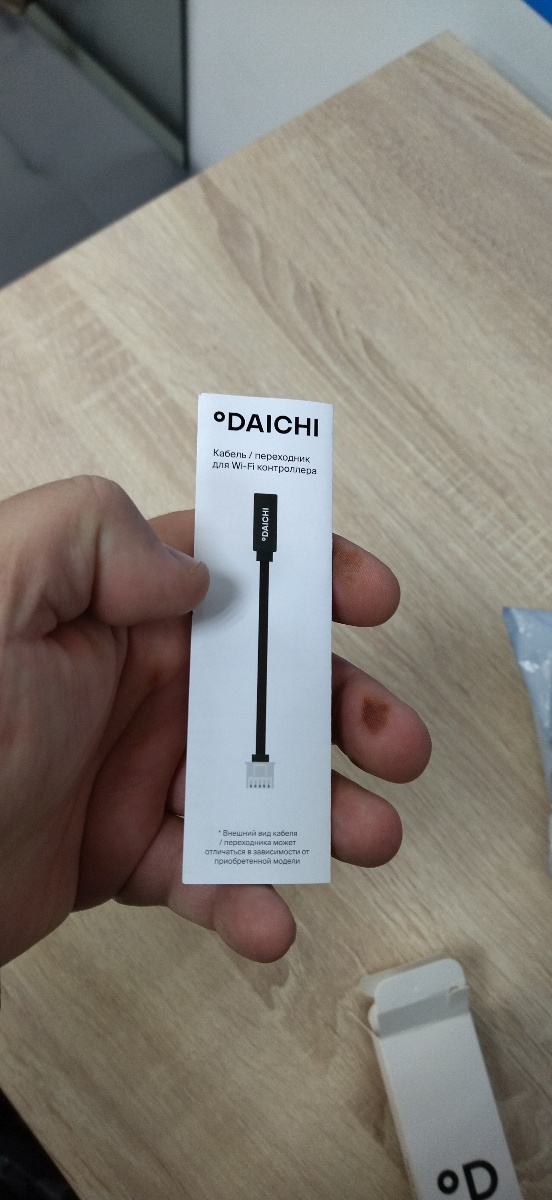 °DAICHI
Кабель / переходник
для Wi-Fi контроллера
°DAICHI
* Внешний вид кабеля
/ переходника может
отличаться в зависимости от
приобретенной модели
°D